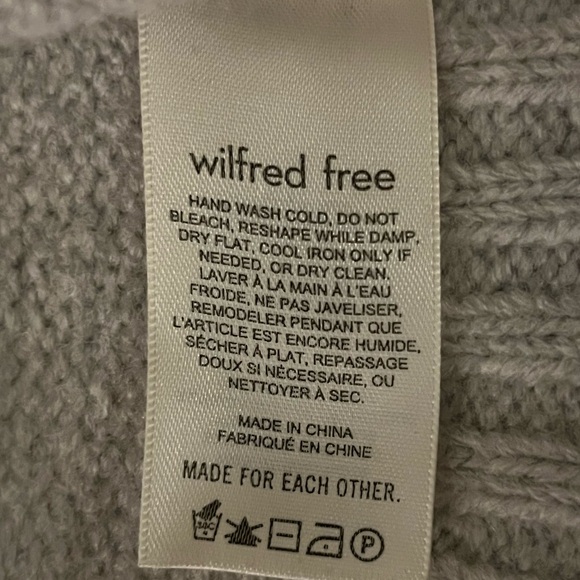 wilfred free
HAND WASH COLD, DO NOT
BLEACH, RESHAPE WHILE DAMP,
DRY FLAT, COOL IRON ONLY IF
NEEDED, OR DRY CLEAN.
LAVER À LA MAIN À L'EAU
FROIDE, NE PAS JAVELISER,
REMODELER PENDANT QUE
L'ARTICLE EST ENCORE HUMIDE,
SÉCHER À PLAT, REPASSAGE
DOUX SI NÉCESSAIRE, OU
NETTOYER À SEC.
MADE IN CHINA
FABRIQUÉ EN CHINE
MADE FOR EACH OTHER.
P